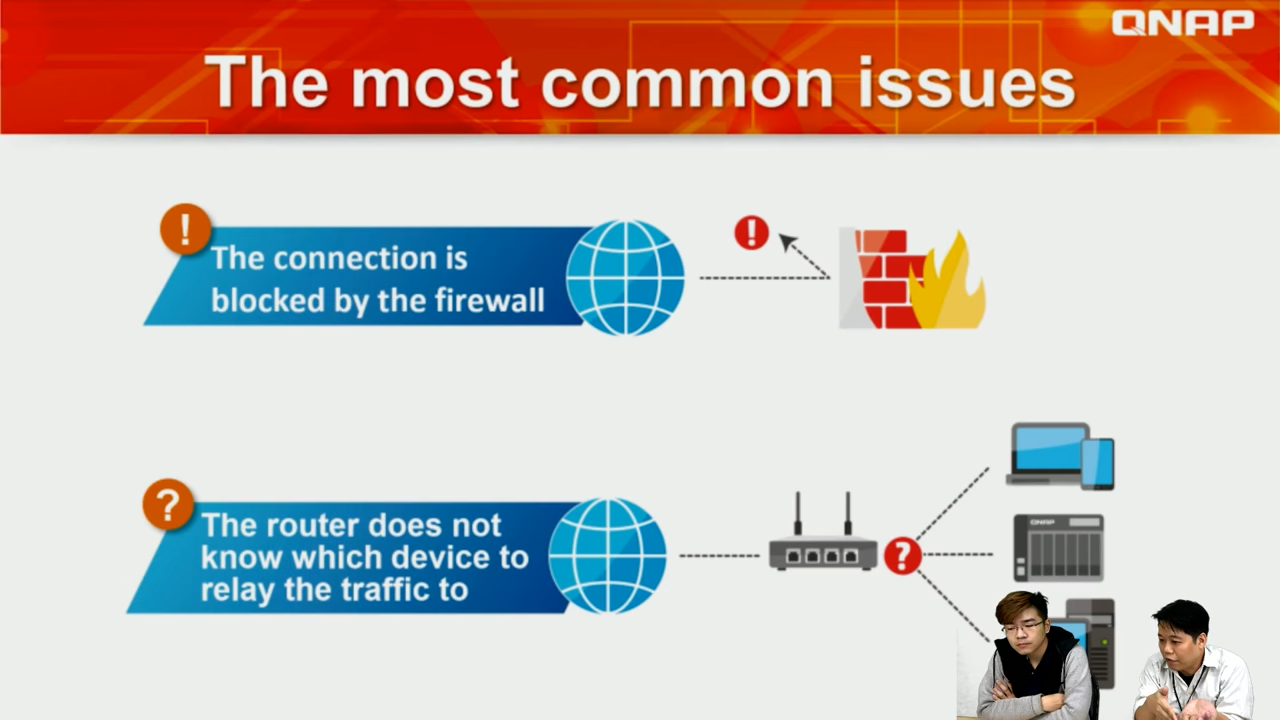 QNAP
The most common issues
!
The connection is
blocked by the firewall
!
?
The router does not
know which device to
relay the traffic to
?
QNAP